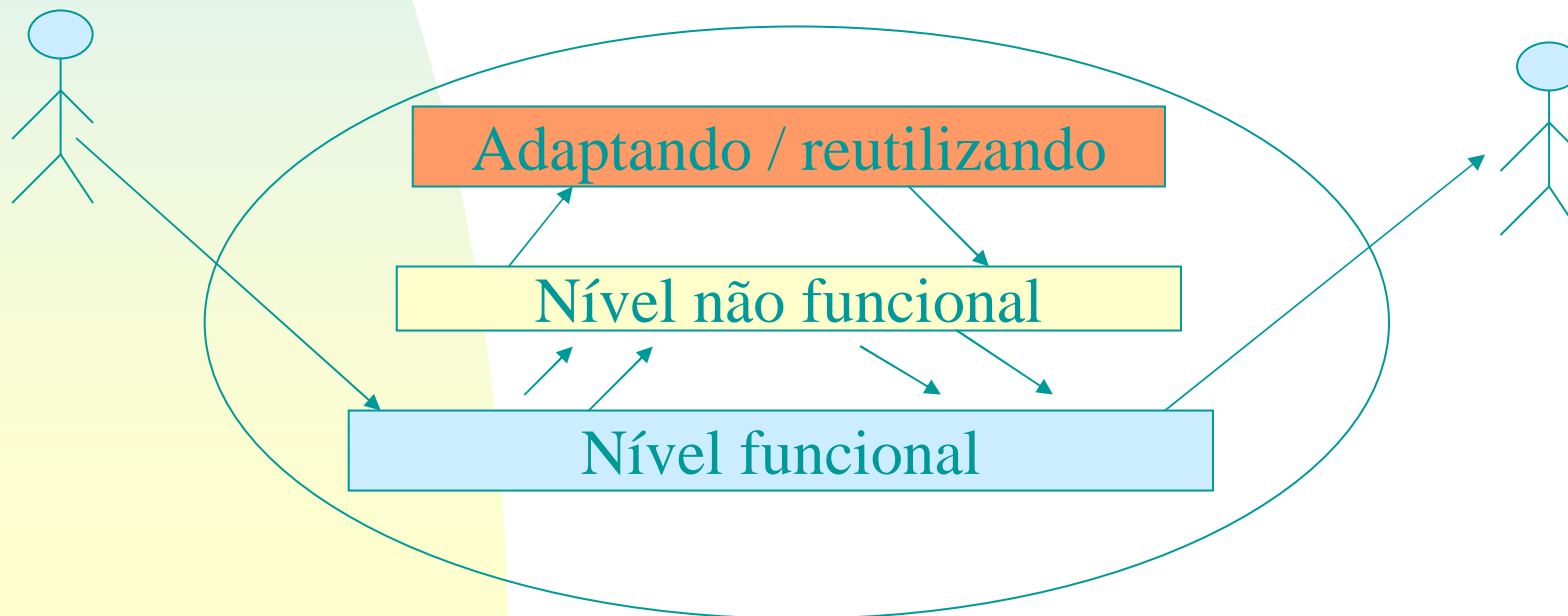 Adaptando / reutilizando
Nível não funcional
Nível funcional